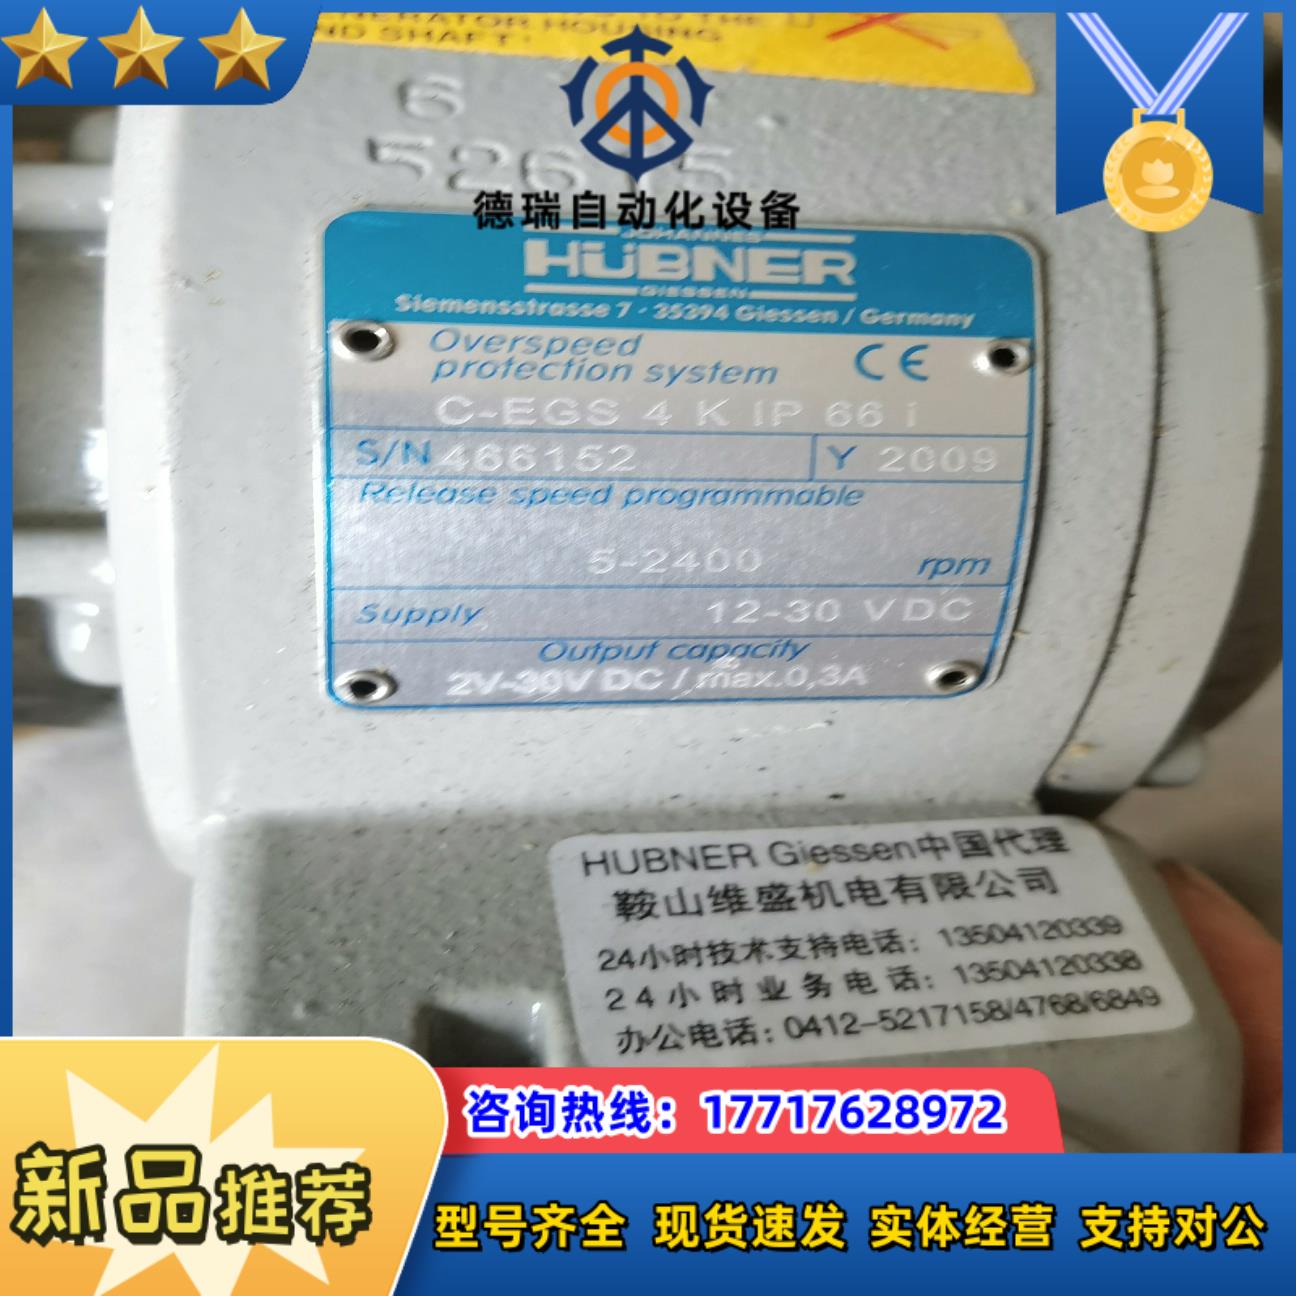 GENERATOR HOUSING
AND SHAFT:
德瑞自动化设备
JOHANNES
HÜBNER
GIESSEN
Siemensstrasse 7 · 35394 Giessen / Germany
Overspeed
protection system
CE
C-EGS 4 K IP 66 i
S/N 466152
Y 2009
Release speed programmable
5-2400 rpm
Supply 12-30 VDC
Output capacity
2V-30V DC / max.0,3A
HUBNER Giessen中国代理
鞍山维盛机电有限公司
24小时技术支持电话：13504120339
24小时业务电话：13504120338
办公电话：0412-5217158/4768/6849
咨询热线：17717628972
新品推荐
型号齐全 现货速发 实体经营 支持对公